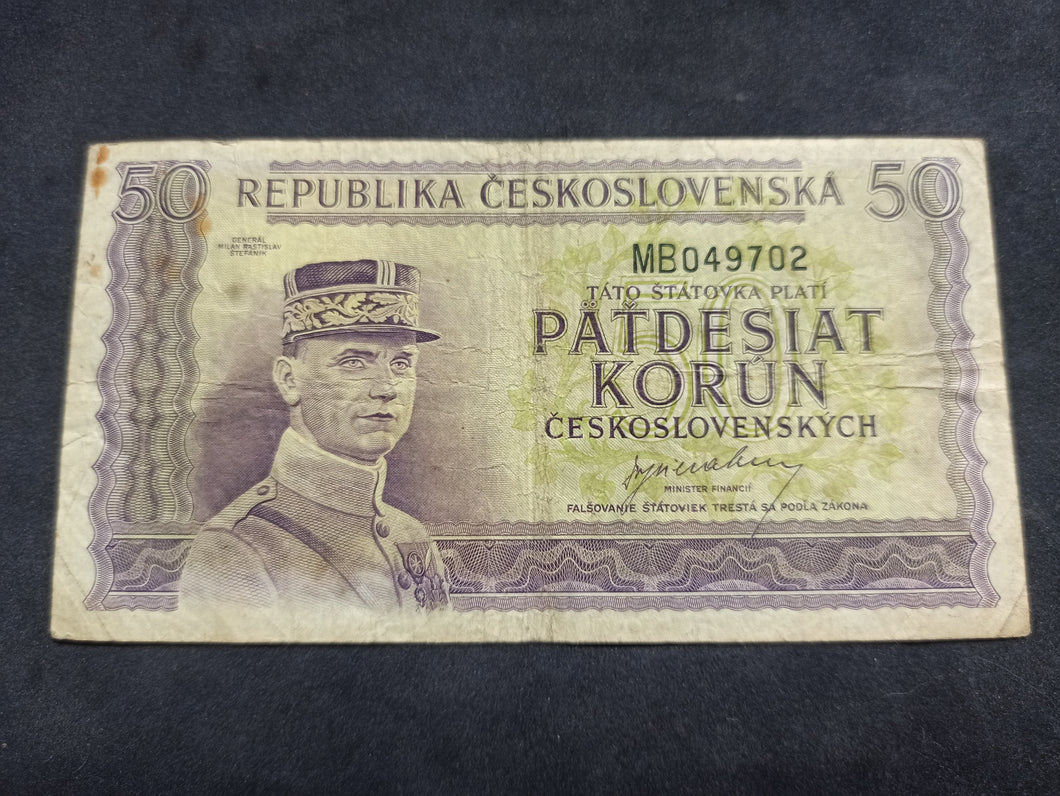 50 REPUBLIKA ČESKOSLOVENSKÁ 50
GENERÁL
MILAN RASTISLAV
ŠTEFÁNIK
MB049702
TÁTO ŠTÁTOVKA PLATÍ
PÄŤDESIAT
KORÚN
ČESKOSLOVENSKÝCH
MINISTER FINANCIÍ
FALŠOVANIE ŠTÁTOVIEK TRESTÁ SA PODĽA ZÁKONA